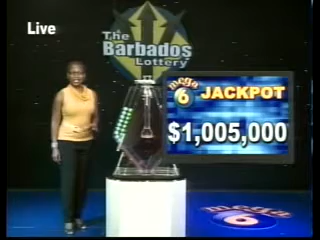 Live
The
Barbados
Lottery
mega
6
JACKPOT
$1,005,000
mega
6